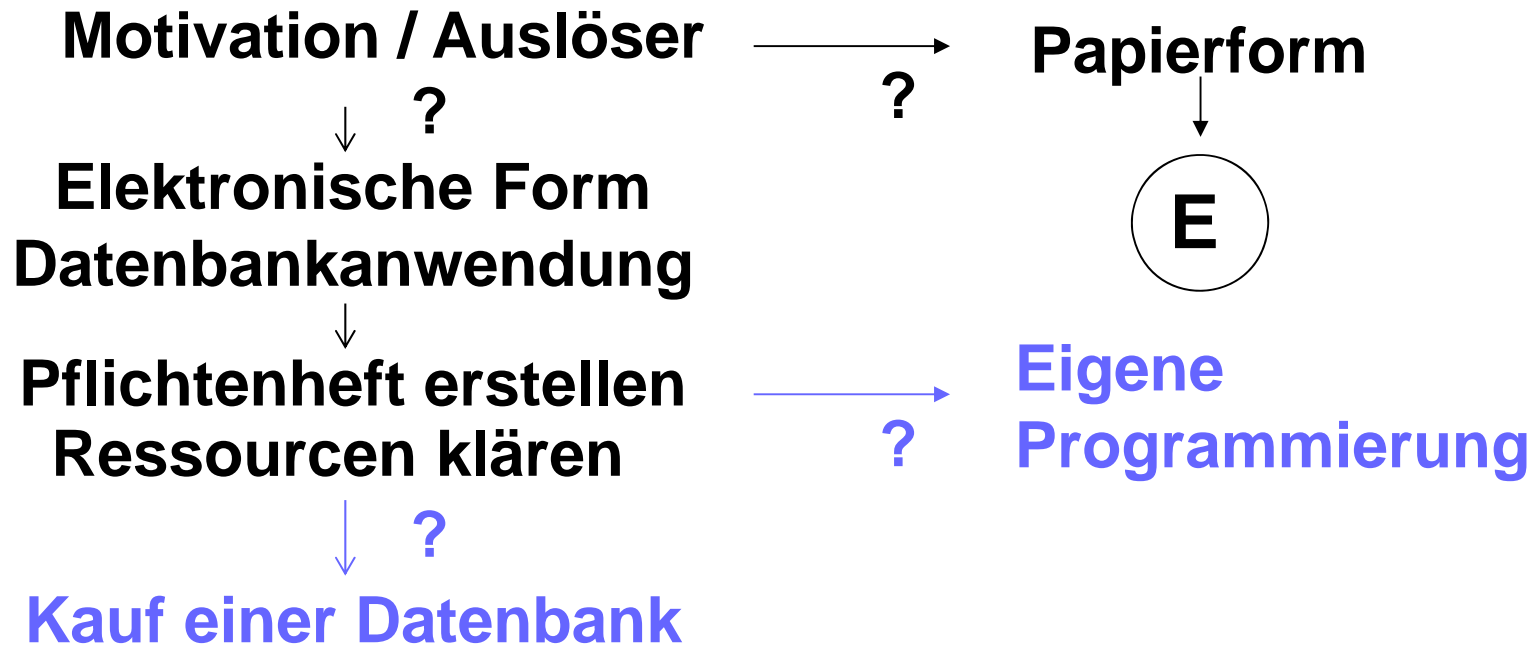 Motivation / Auslöser
?
Papierform
?
Elektronische Form
Datenbankanwendung
E
Pflichtenheft erstellen
Ressourcen klären
?
Eigene
Programmierung
?
Kauf einer Datenbank